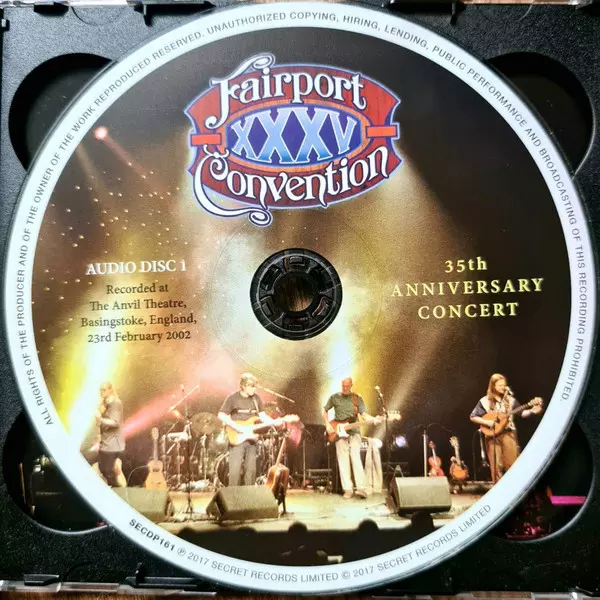 ALL RIGHTS OF THE PRODUCER AND OF THE OWNER OF THE WORK REPRODUCED RESERVED. UNAUTHORIZED COPYING, HIRING, LENDING, PUBLIC PERFORMANCE AND BROADCASTING OF THIS RECORDING PROHIBITED
Fairport
XXXV
Convention
AUDIO DISC 1
Recorded at
The Anvil Theatre,
Basingstoke, England,
23rd February 2002
35th
ANNIVERSARY
CONCERT
SECDP161 ℗ 2017 SECRET RECORDS LIMITED © 2017 SECRET RECORDS LIMITED